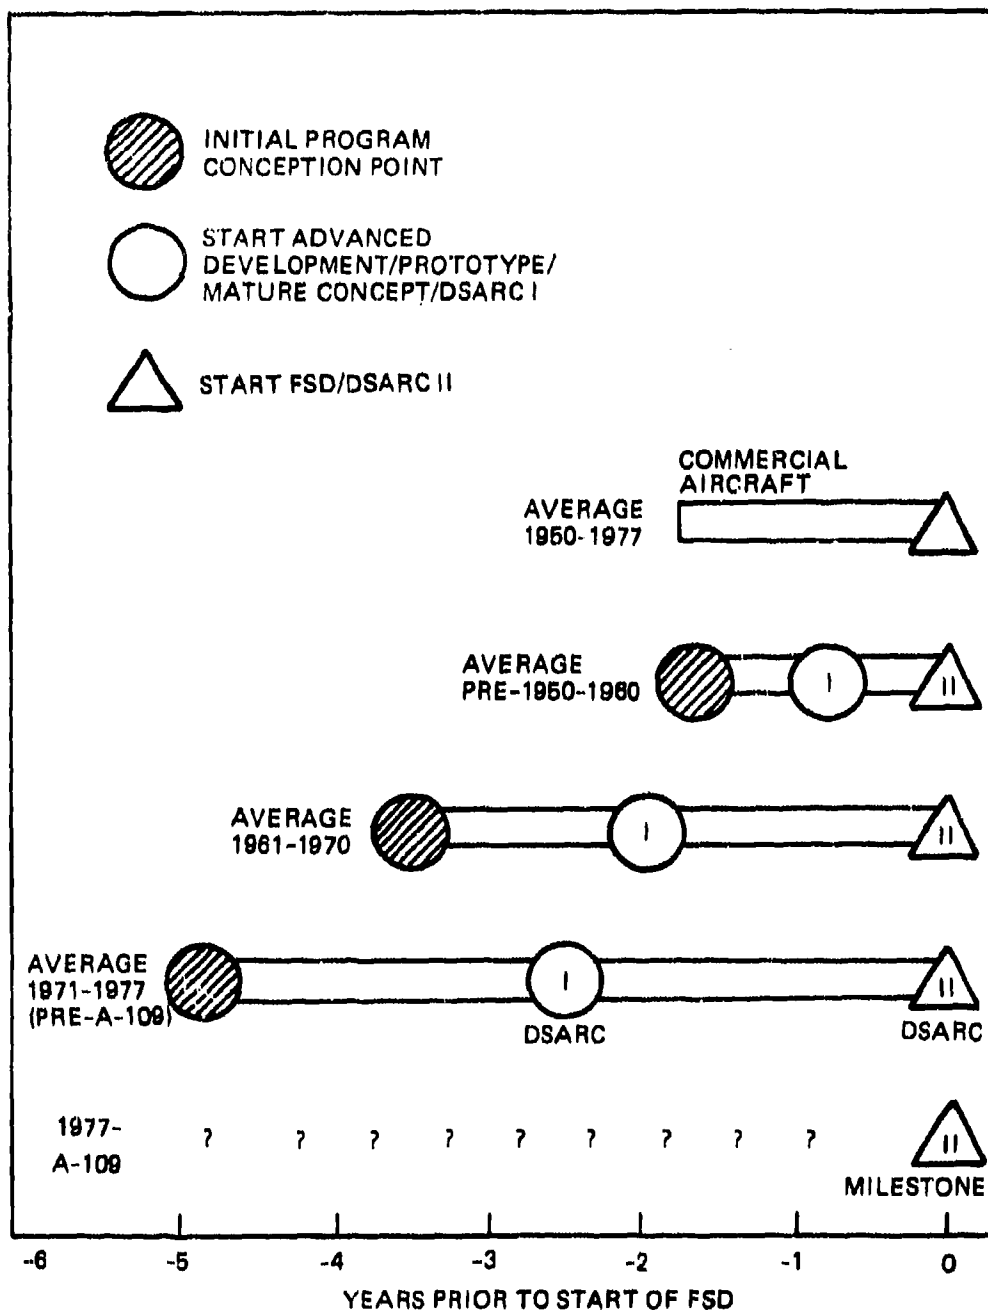 INITIAL PROGRAM
CONCEPTION POINT
START ADVANCED
DEVELOPMENT/PROTOTYPE/
MATURE CONCEPT/DSARC I
START FSD/DSARC II
COMMERCIAL
AIRCRAFT
AVERAGE
1950-1977
AVERAGE
PRE-1950-1960
I
II
AVERAGE
1961-1970
I
II
AVERAGE
1971-1977
(PRE-A-109)
I
II
DSARC
DSARC
1977-
A-109
? ? ? ? ? ? ? ? ?
II
MILESTONE
-6 -5 -4 -3 -2 -1 0
YEARS PRIOR TO START OF FSD